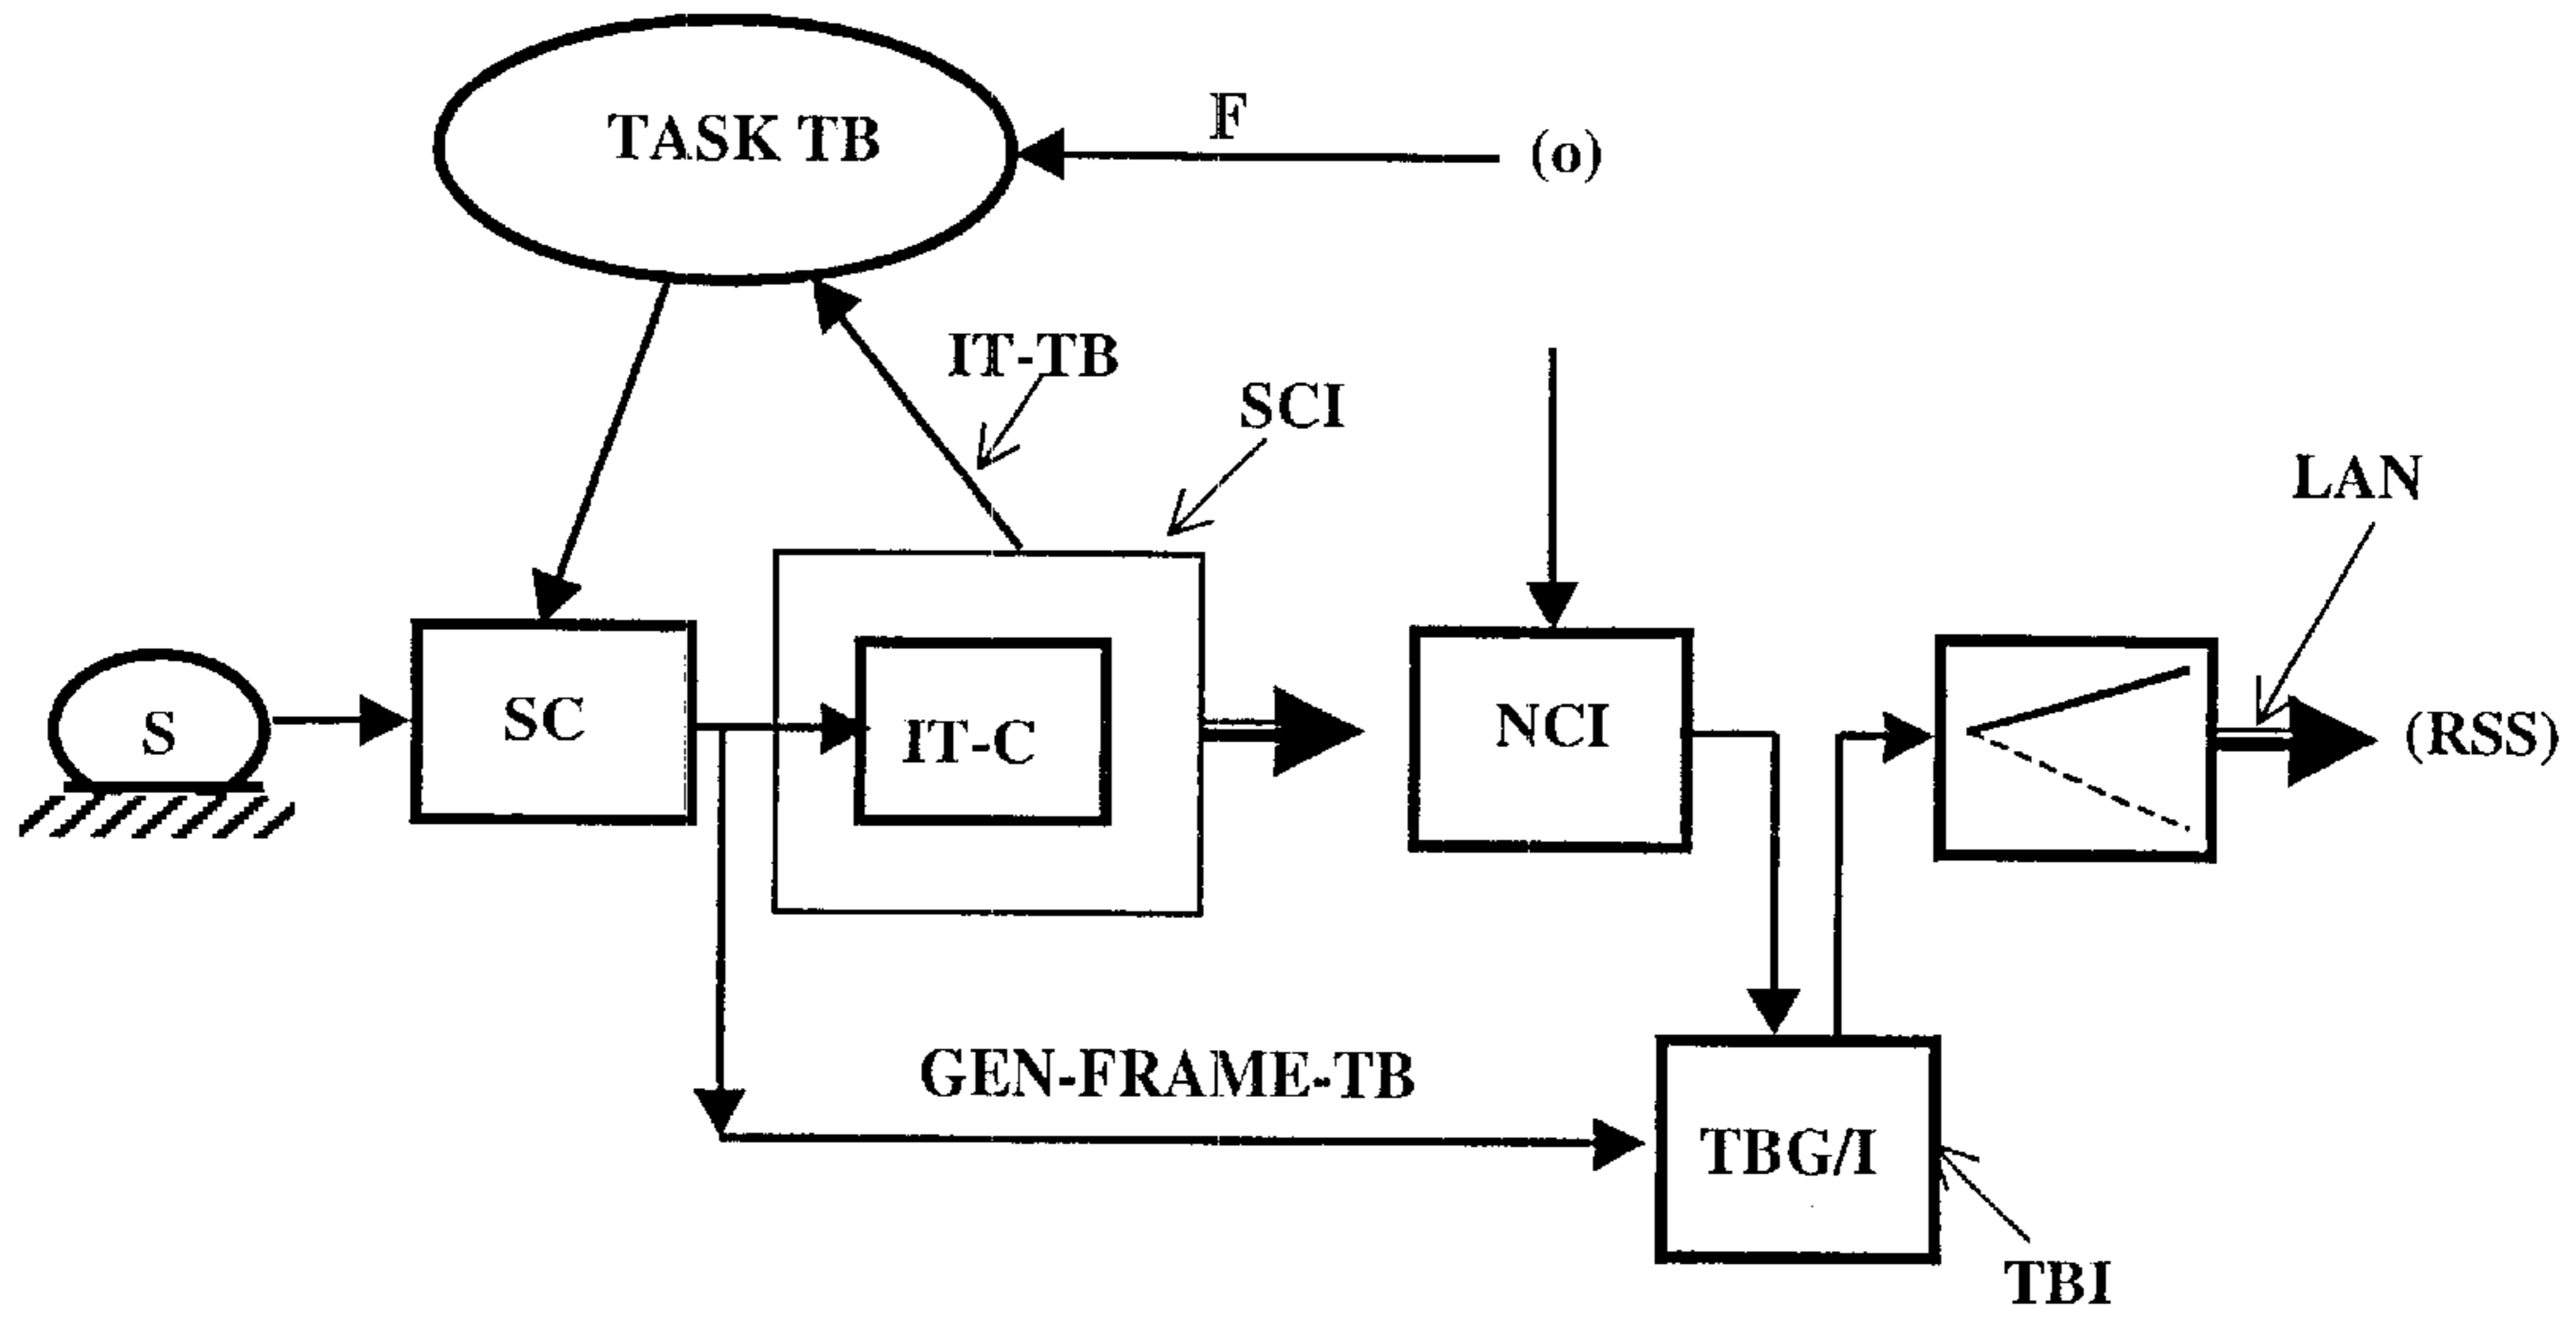 TASK TB
F
(o)
IT-TB
SCI
LAN
S
SC
IT-C
NCI
(RSS)
GEN-FRAME-TB
TBG/I
TBI